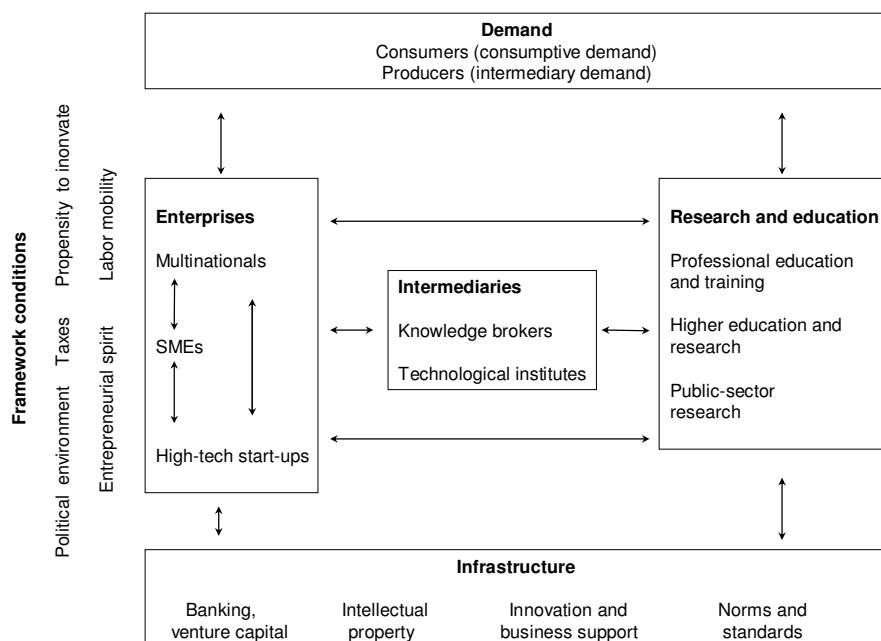 Demand
Consumers (consumptive demand)
Producers (intermediary demand)
Framework conditions
Political environment Taxes Propensity to inonvate
Entrepreneurial spirit Labor mobility
Enterprises
Multinationals
SMEs
High-tech start-ups
Intermediaries
Knowledge brokers
Technological institutes
Research and education
Professional education
and training
Higher education and
research
Public-sector
research
Infrastructure
Banking,
venture capital
Intellectual
property
Innovation and
business support
Norms and
standards